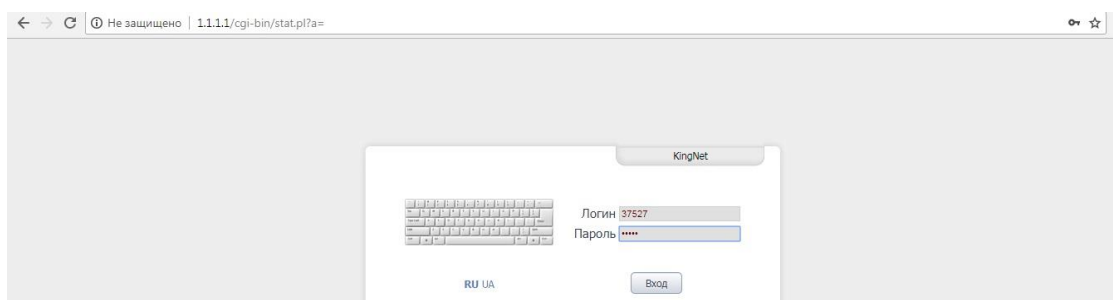 Не защищено 1.1.1.1/cgi-bin/stat.pl?a=
KingNet
Логин 37527
Пароль •••••
RU UA
Вход